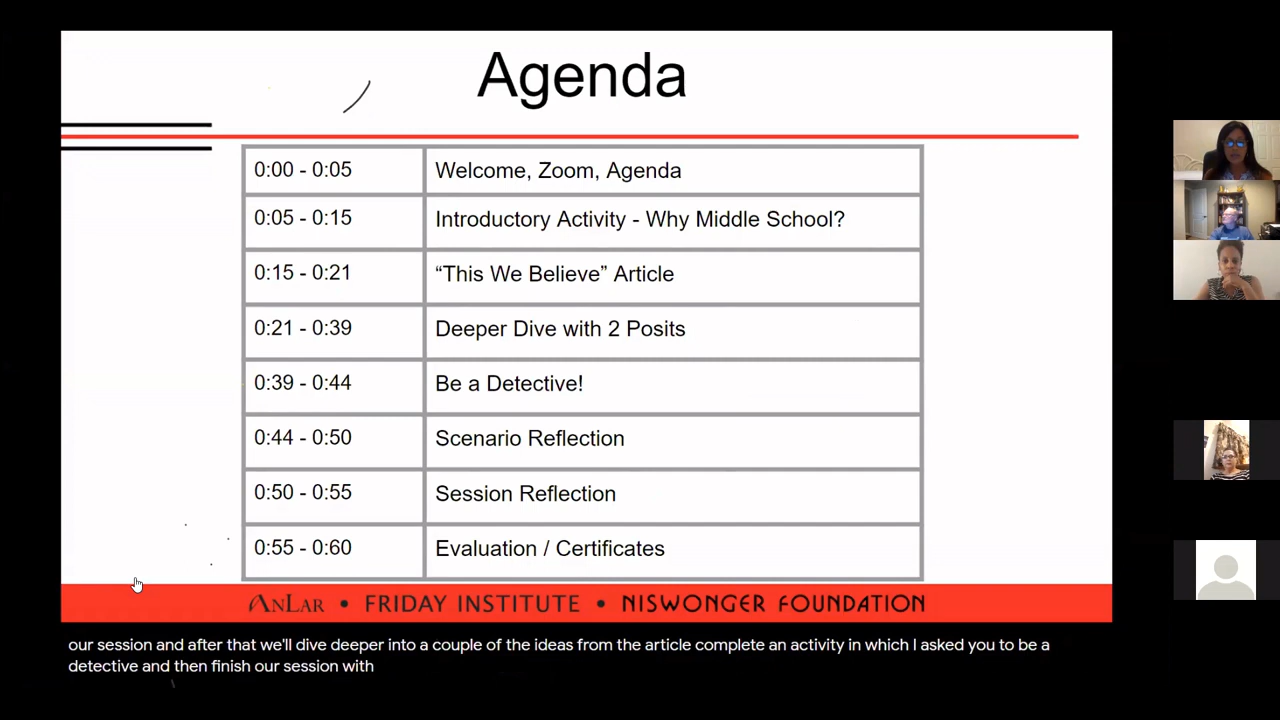 Agenda
0:00 - 0:05 Welcome, Zoom, Agenda
0:05 - 0:15 Introductory Activity - Why Middle School?
0:15 - 0:21 “This We Believe” Article
0:21 - 0:39 Deeper Dive with 2 Posits
0:39 - 0:44 Be a Detective!
0:44 - 0:50 Scenario Reflection
0:50 - 0:55 Session Reflection
0:55 - 0:60 Evaluation / Certificates
ANLAR • FRIDAY INSTITUTE • NISWONGER FOUNDATION
our session and after that we'll dive deeper into a couple of the ideas from the article complete an activity in which I asked you to be a
detective and then finish our session with